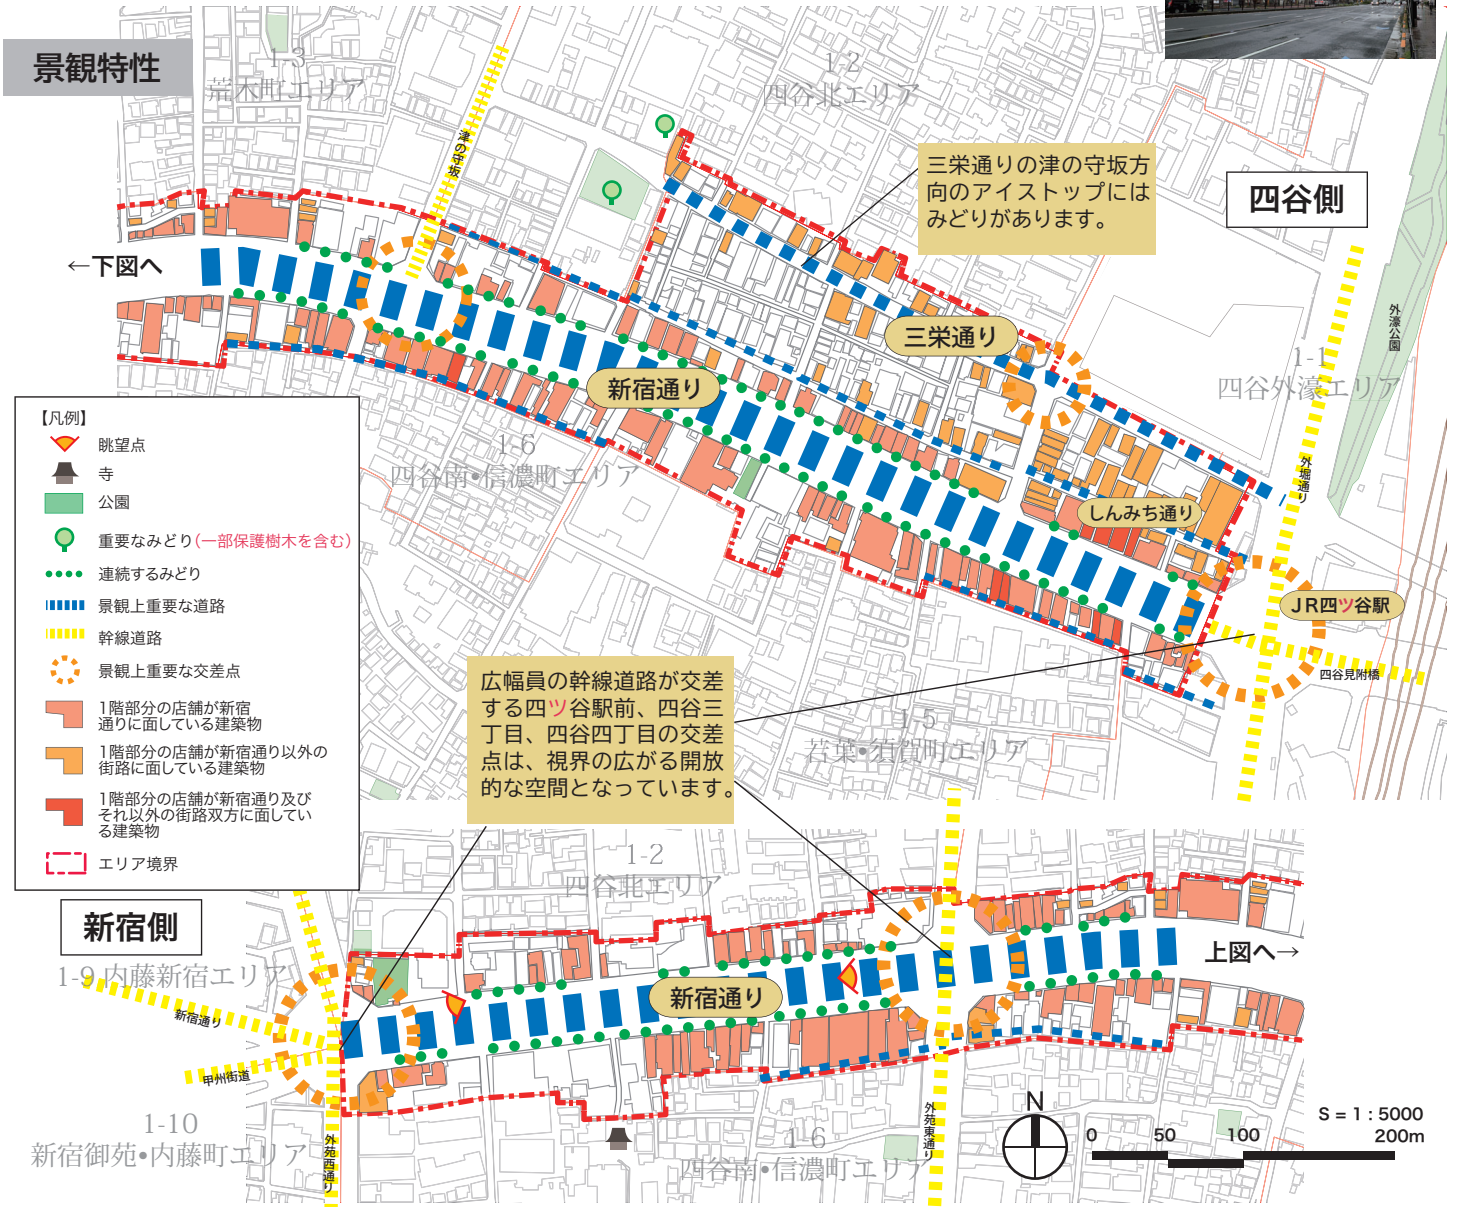 景観特性
1-3
荒木町エリア
1-2
四谷北エリア
津の守坂
三栄通りの津の守坂方
向のアイストップには
みどりがあります。
四谷側
←下図へ
外濠公園
三栄通り
1-1
四谷外濠エリア
新宿通り
1-6
四谷南・信濃町エリア
外堀通り
しんみち通り
JR四ツ谷駅
四谷見附橋
【凡例】
眺望点
寺
公園
重要なみどり(一部保護樹木を含む)
連続するみどり
景観上重要な道路
幹線道路
景観上重要な交差点
1階部分の店舗が新宿
通りに面している建築物
1階部分の店舗が新宿通り以外の
街路に面している建築物
1階部分の店舗が新宿通り及び
それ以外の街路双方に面してい
る建築物
エリア境界
広幅員の幹線道路が交差
する四ツ谷駅前、四谷三
丁目、四谷四丁目の交差
点は、視界の広がる開放
的な空間となっています。
1-5
若葉・須賀町エリア
1-2
四谷北エリア
新宿側
上図へ→
1-9 内藤新宿エリア
新宿通り
新宿通り
甲州街道
1-10
新宿御苑・内藤町エリア
外苑西通り
外苑東通り
1-6
四谷南・信濃町エリア
N
S = 1 : 5000
0 50 100 200m